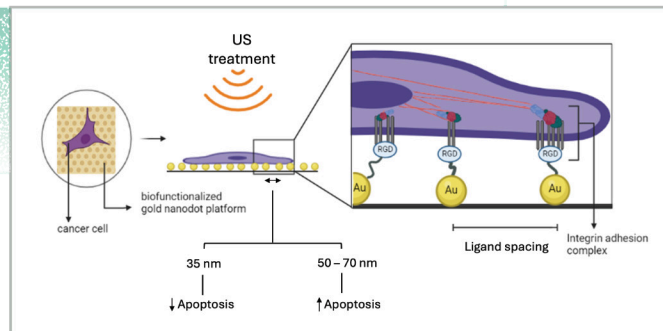 US
treatment
biofunctionalized
gold nanodot platform
cancer cell
35 nm
50 – 70 nm
↓ Apoptosis
↑ Apoptosis
RGD
RGD
RGD
Au
Au
Au
Ligand spacing
Integrin adhesion
complex